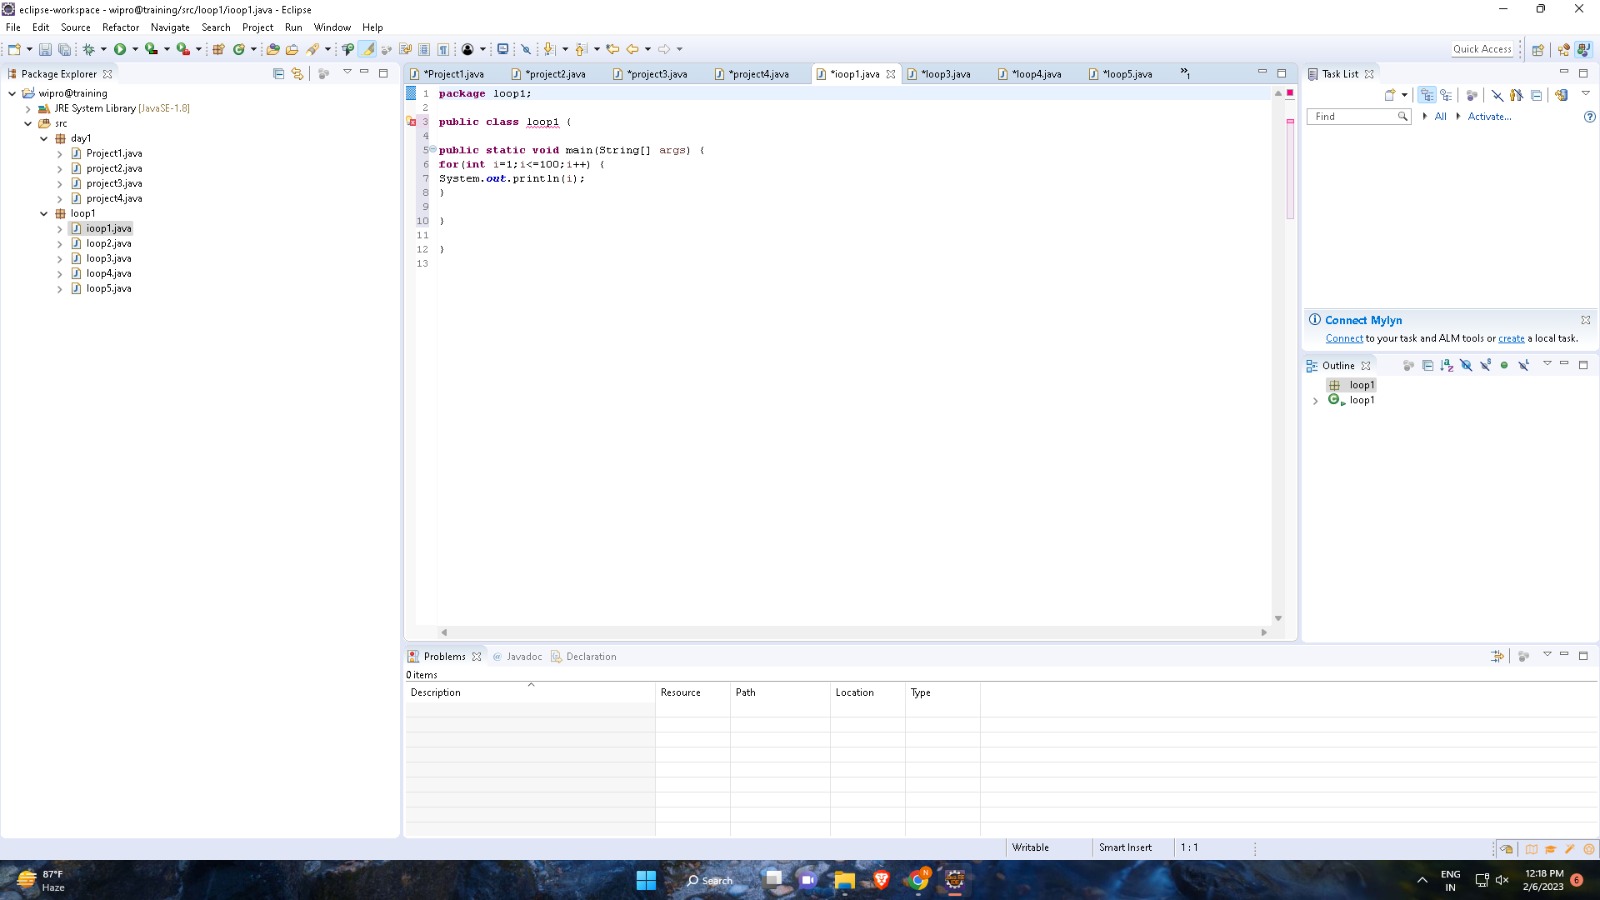 eclipse-workspace - wipro@training/src/loop1/ioop1.java - Eclipse
File Edit Source Refactor Navigate Search Project Run Window Help
Quick Access
Package Explorer
wipro@training
JRE System Library [JavaSE-1.8]
src
day1
Project1.java
project2.java
project3.java
project4.java
loop1
ioop1.java
loop2.java
loop3.java
loop4.java
loop5.java
*Project1.java *project2.java *project3.java *project4.java *ioop1.java *loop3.java *loop4.java *loop5.java »1
1 package loop1;
2
3 public class loop1 {
4
5 public static void main(String[] args) {
6 for(int i=1;i<=100;i++) {
7 System.out.println(i);
8 }
9
10 }
11
12 }
13
Task List
Find All Activate...
Connect Mylyn
Connect to your task and ALM tools or create a local task.
Outline
loop1
loop1
Problems @ Javadoc Declaration
0 items
Description Resource Path Location Type
Writable Smart Insert 1 : 1
87°F
Haze
Search
N
ENG
IN
12:18 PM
2/6/2023
6